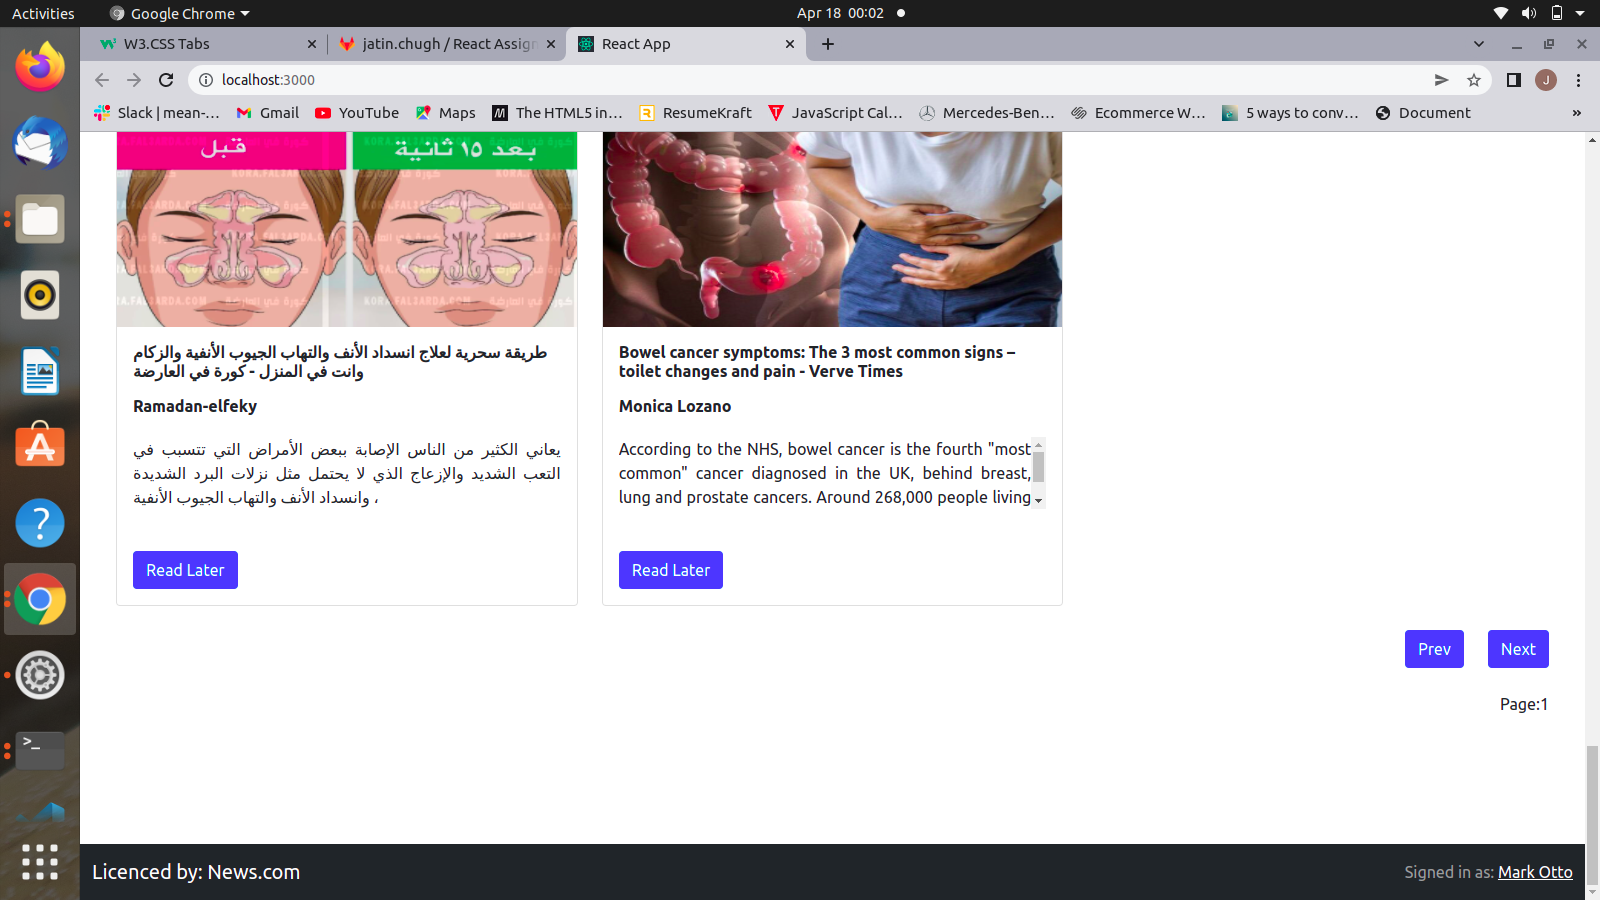 Activities
Google Chrome
Apr 18 00:02
W3.CSS Tabs
jatin.chugh / React Assign
React App
localhost:3000
J
Slack | mean-...
Gmail
YouTube
Maps
The HTML5 in...
ResumeKraft
JavaScript Cal...
Mercedes-Ben...
Ecommerce W...
5 ways to conv...
Document
»
قبل
بعد ١٥ ثانية
طريقة سحرية لعلاج انسداد الأنف والتهاب الجيوب الأنفية والزكام
وانت في المنزل - كورة في العارضة
Ramadan-elfeky
يعاني الكثير من الناس الإصابة ببعض الأمراض التي تتسبب في
التعب الشديد والإزعاج الذي لا يحتمل مثل نزلات البرد الشديدة
، وانسداد الأنف والتهاب الجيوب الأنفية
Read Later
Bowel cancer symptoms: The 3 most common signs –
toilet changes and pain - Verve Times
Monica Lozano
According to the NHS, bowel cancer is the fourth "most
common" cancer diagnosed in the UK, behind breast,
lung and prostate cancers. Around 268,000 people living
Read Later
Prev
Next
Page:1
Licenced by: News.com
Signed in as: Mark Otto